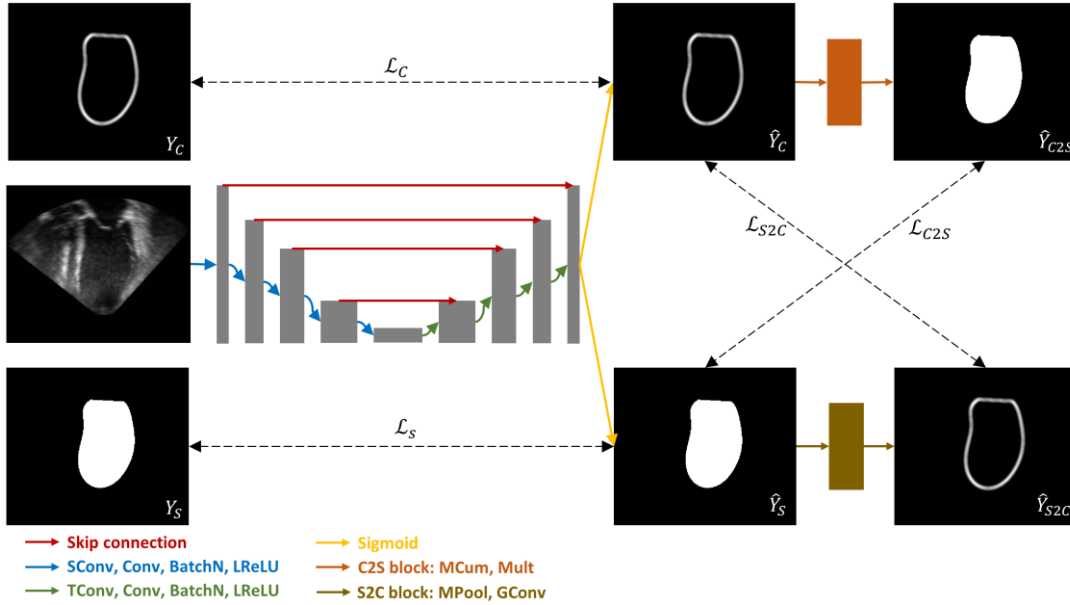 Y_C
ℒ_C
Ŷ_C
Ŷ_C2S
ℒ_S2C
ℒ_C2S
Y_S
ℒ_s
Ŷ_S
Ŷ_S2C
Skip connection
SConv, Conv, BatchN, LReLU
TConv, Conv, BatchN, LReLU
Sigmoid
C2S block: MCum, Mult
S2C block: MPool, GConv